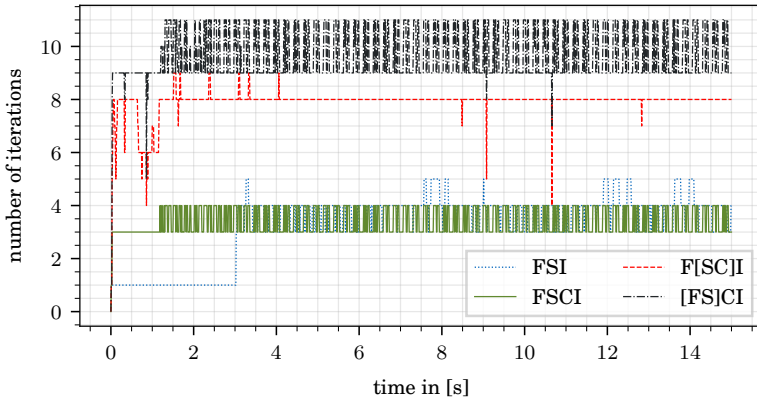 number of iterations
10
8
6
4
2
0
FSI
FSCI
F[SC]I
[FS]CI
0 2 4 6 8 10 12 14
time in [s]